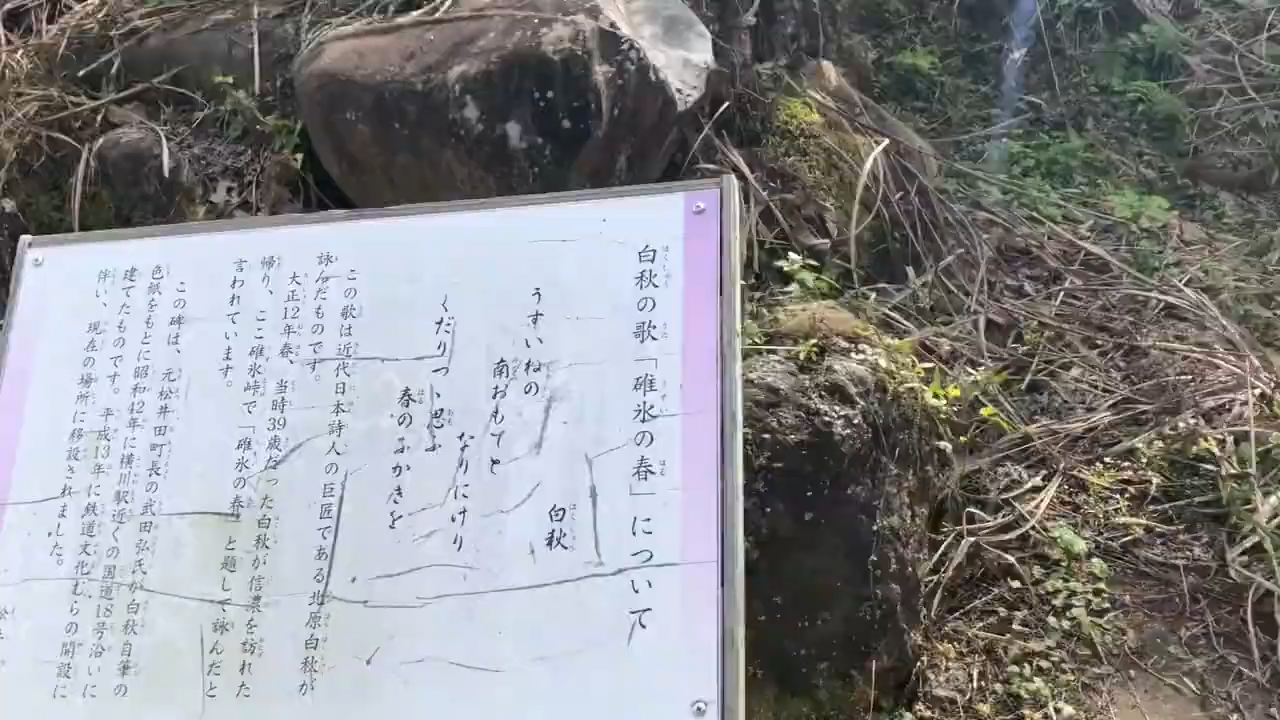 白秋の歌「碓氷の春」について
白秋
うすいねの
南おもてと
なりにけり
くだりつゝ思ふ
春のふかきを
この歌は近代日本詩人の巨匠である北原白秋が
詠んだものです。
大正12年春、当時39歳だった白秋が信濃を訪れた
帰り、ここ碓氷峠で「碓氷の春」と題して詠んだと
言われています。
この碑は、元松井田町長の武田弘氏が白秋自筆の
色紙をもとに昭和42年に横川駅近くの国道18号沿いに
建てたものです。平成13年に鉄道文化むらの開設に
伴い、現在の場所に移設されました。